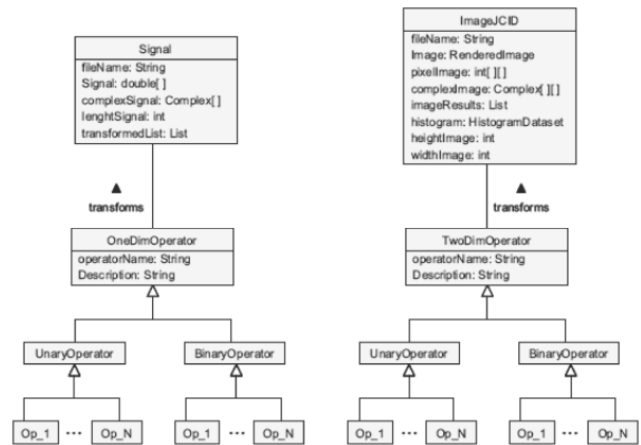 Signal
fileName: String
Signal: double[ ]
complexSignal: Complex[ ]
lenghtSignal: int
transformedList: List
▲
transforms
OneDimOperator
operatorName: String
Description: String
UnaryOperator
BinaryOperator
Op_1 ••• Op_N
Op_1 ••• Op_N
ImageJCID
fileName: String
Image: RenderedImage
pixelImage: int[ ][ ]
complexImage: Complex[ ][ ]
imageResults: List
histogram: HistogramDataset
heightImage: int
widthImage: int
▲
transforms
TwoDimOperator
operatorName: String
Description: String
UnaryOperator
BinaryOperator
Op_1 ••• Op_N
Op_1 ••• Op_N